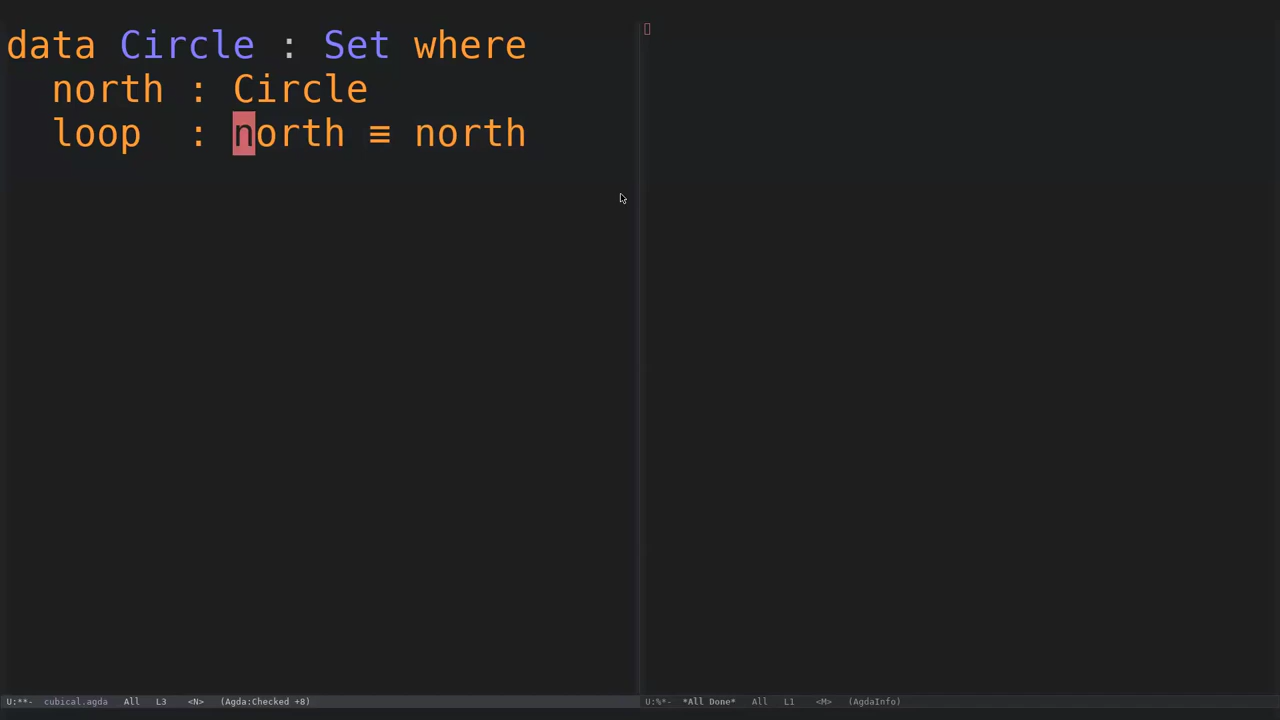 data Circle : Set where
  north : Circle
  loop  : north ≡ north
U:**-  cubical.agda   All   L3    <N>   (Agda:Checked +8)
U:%*-  *All Done*   All   L1    <M>   (AgdaInfo)